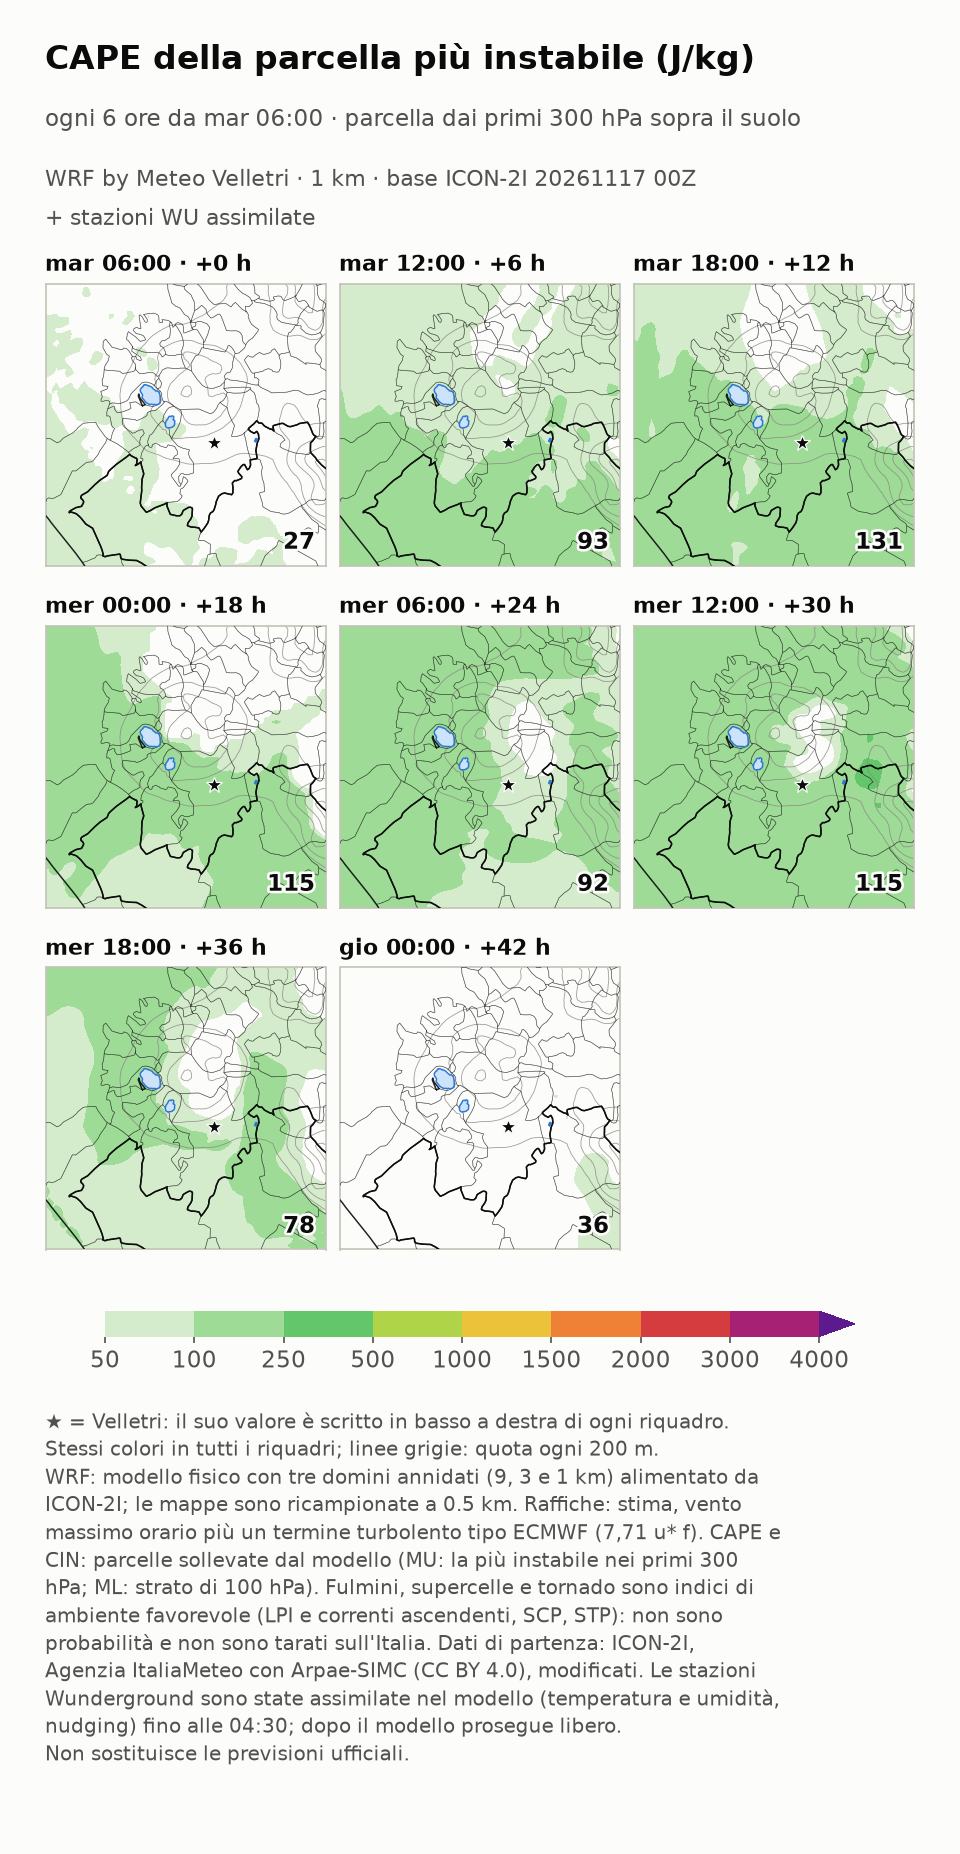 CAPE della parcella più instabile (J/kg)
ogni 6 ore da mar 06:00 · parcella dai primi 300 hPa sopra il suolo
WRF by Meteo Velletri · 1 km · base ICON-2I 20261117 00Z
+ stazioni WU assimilate
mar 06:00 · +0 h
mar 12:00 · +6 h
mar 18:00 · +12 h
27
93
131
mer 00:00 · +18 h
mer 06:00 · +24 h
mer 12:00 · +30 h
115
92
115
mer 18:00 · +36 h
gio 00:00 · +42 h
78
36
50 100 250 500 1000 1500 2000 3000 4000
★ = Velletri: il suo valore è scritto in basso a destra di ogni riquadro.
Stessi colori in tutti i riquadri; linee grigie: quota ogni 200 m.
WRF: modello fisico con tre domini annidati (9, 3 e 1 km) alimentato da
ICON-2I; le mappe sono ricampionate a 0.5 km. Raffiche: stima, vento
massimo orario più un termine turbolento tipo ECMWF (7,71 u* f). CAPE e
CIN: parcelle sollevate dal modello (MU: la più instabile nei primi 300
hPa; ML: strato di 100 hPa). Fulmini, supercelle e tornado sono indici di
ambiente favorevole (LPI e correnti ascendenti, SCP, STP): non sono
probabilità e non sono tarati sull'Italia. Dati di partenza: ICON-2I,
Agenzia ItaliaMeteo con Arpae-SIMC (CC BY 4.0), modificati. Le stazioni
Wunderground sono state assimilate nel modello (temperatura e umidità,
nudging) fino alle 04:30; dopo il modello prosegue libero.
Non sostituisce le previsioni ufficiali.